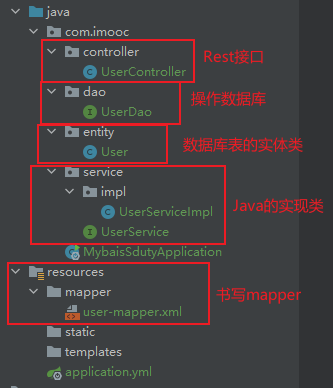 java
com.imooc
controller
Rest接口
UserController
dao
操作数据库
UserDao
entity
数据库表的实体类
User
service
impl
Java的实现类
UserServiceImpl
UserService
MybaisSdutyApplication
resources
mapper
书写mapper
user-mapper.xml
static
templates
application.yml